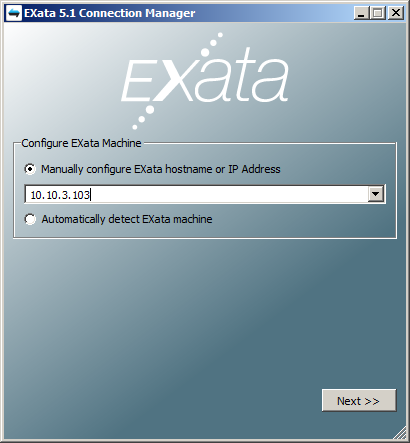 EXata 5.1 Connection Manager
EXata
Configure EXata Machine
Manually configure EXata hostname or IP Address
10.10.3.103
Automatically detect EXata machine
Next >>